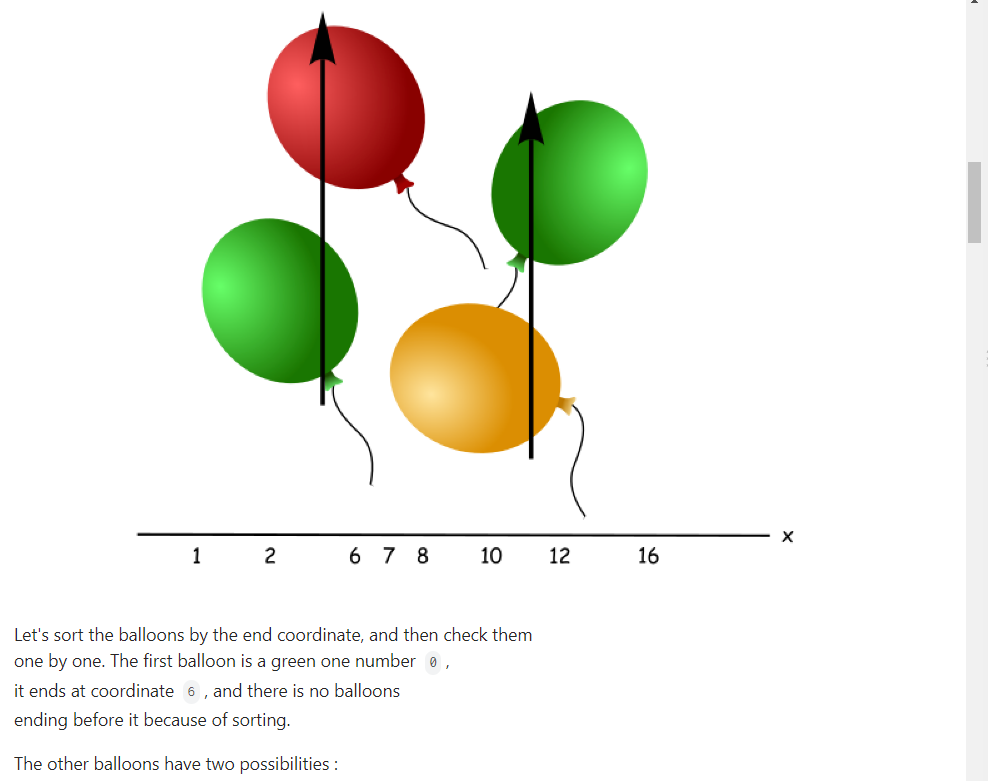 x
1 2 6 7 8 10 12 16
Let's sort the balloons by the end coordinate, and then check them
one by one. The first balloon is a green one number 0 ,
it ends at coordinate 6 , and there is no balloons
ending before it because of sorting.
The other balloons have two possibilities :